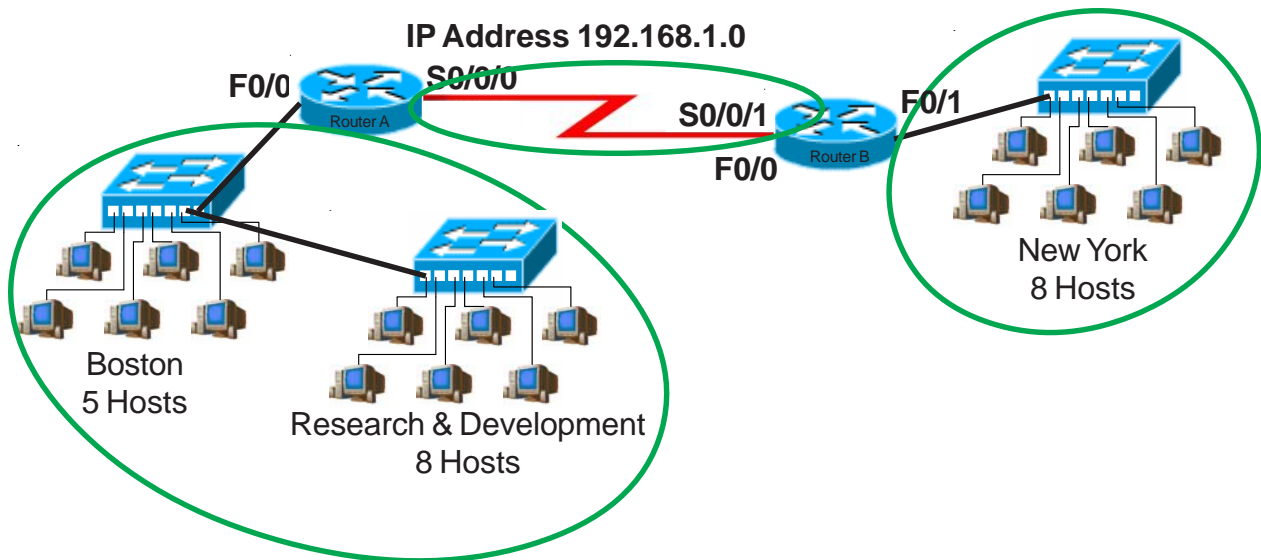 IP Address 192.168.1.0
F0/0
S0/0/0
Router A
S0/0/1
F0/1
F0/0
Router B
New York
8 Hosts
Boston
5 Hosts
Research & Development
8 Hosts